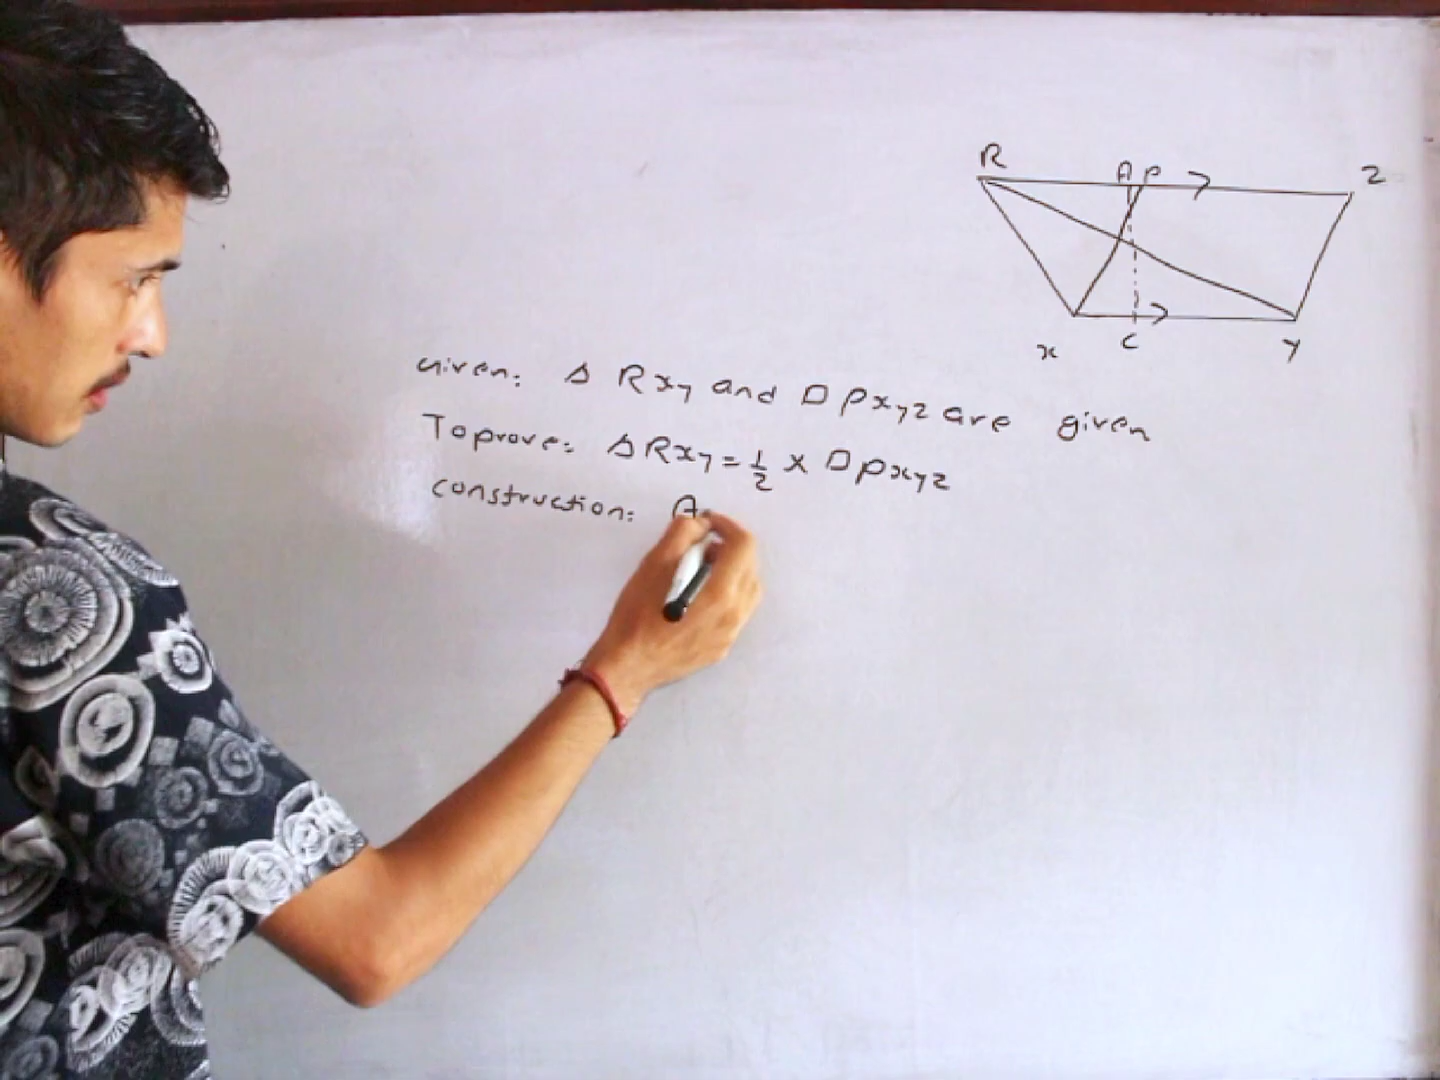 R A P Z
x C y
Given: △ Rxy and □ Pxyz are given
To prove: △ Rxy = 1/2 × □ Pxyz
construction: A